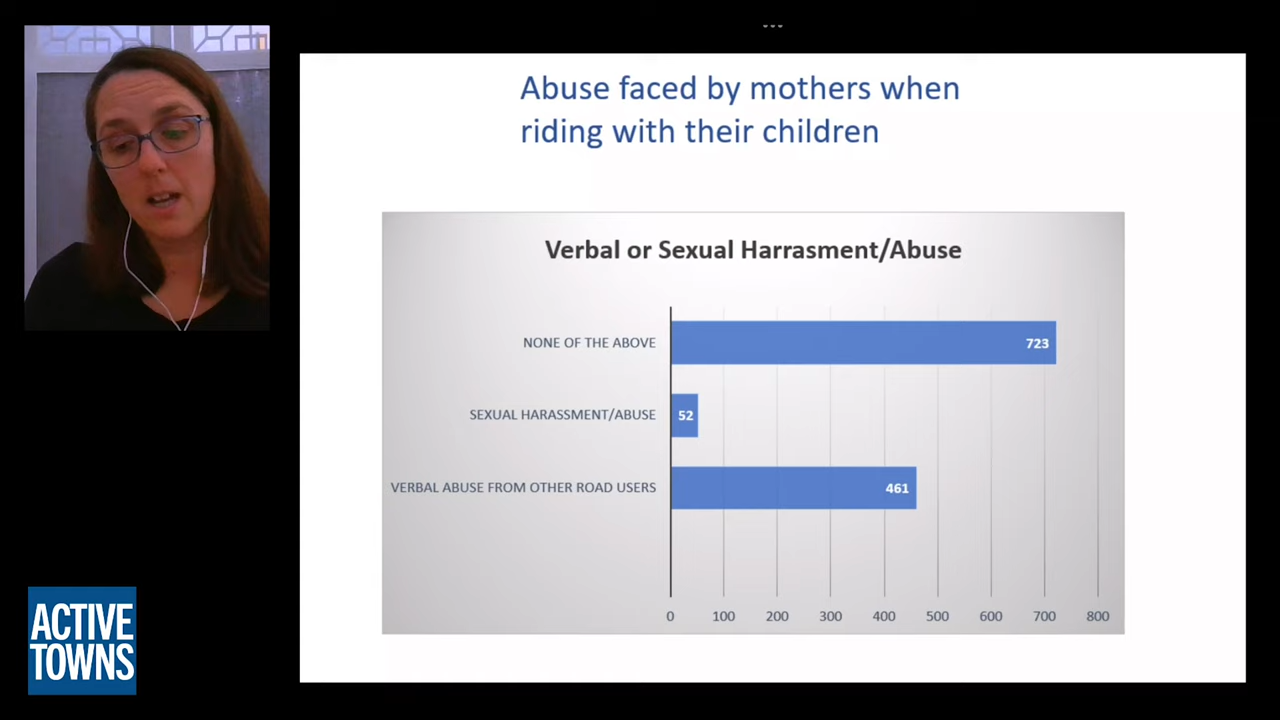 Abuse faced by mothers when
riding with their children
Verbal or Sexual Harrasment/Abuse
NONE OF THE ABOVE
723
SEXUAL HARASSMENT/ABUSE
52
VERBAL ABUSE FROM OTHER ROAD USERS
461
0 100 200 300 400 500 600 700 800
ACTIVE
TOWNS